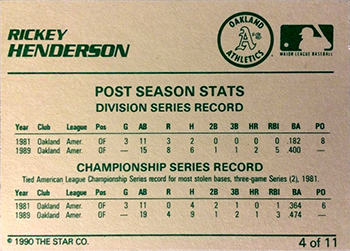 RICKEY
HENDERSON
OAKLAND
A's
ATHLETICS
MAJOR LEAGUE BASEBALL
POST SEASON STATS
DIVISION SERIES RECORD
Year Club League Pos G AB R H 2B 3B HR RBI BA PO
1981 Oakland Amer. OF 3 11 3 2 0 0 0 0 .182 8
1989 Oakland Amer. OF — 15 8 6 1 1 2 5 .400 —
CHAMPIONSHIP SERIES RECORD
Tied American League Championship Series record for most stolen bases, three-game Series (2), 1981.
Year Club League Pos G AB R H 2B 3B HR RBI BA PO
1981 Oakland Amer. OF 3 11 0 4 2 1 0 1 .364 6
1989 Oakland Amer. OF — 19 4 9 1 2 1 3 .474 —
© 1990 THE STAR CO.
4 of 11